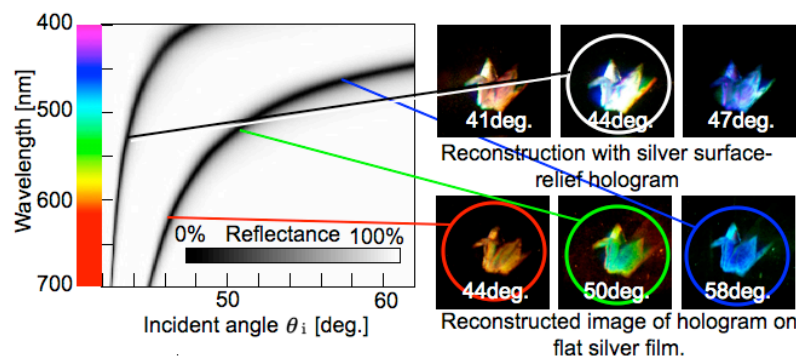 400
500
600
700
Wavelength [nm]
0% Reflectance 100%
50
60
Incident angle θi [deg.]
41deg.
44deg.
47deg.
Reconstruction with silver surface-
relief hologram
44deg.
50deg.
58deg.
Reconstructed image of hologram on
flat silver film.